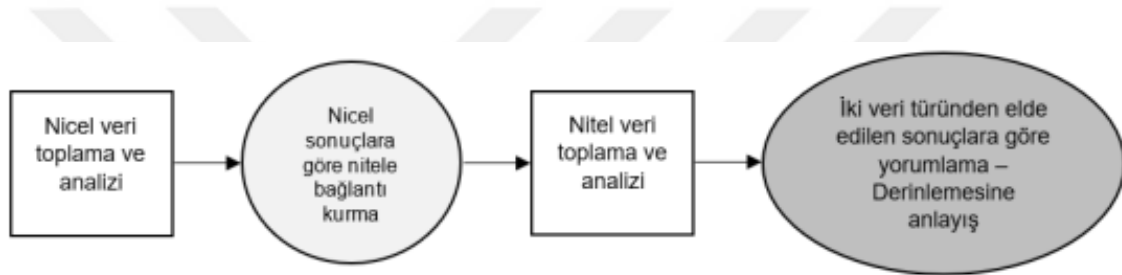 Nicel veri
toplama ve
analizi
Nicel
sonuçlara
göre nitele
bağlantı
kurma
Nitel veri
toplama ve
analizi
İki veri türünden elde
edilen sonuçlara göre
yorumlama –
Derinlemesine
anlayış